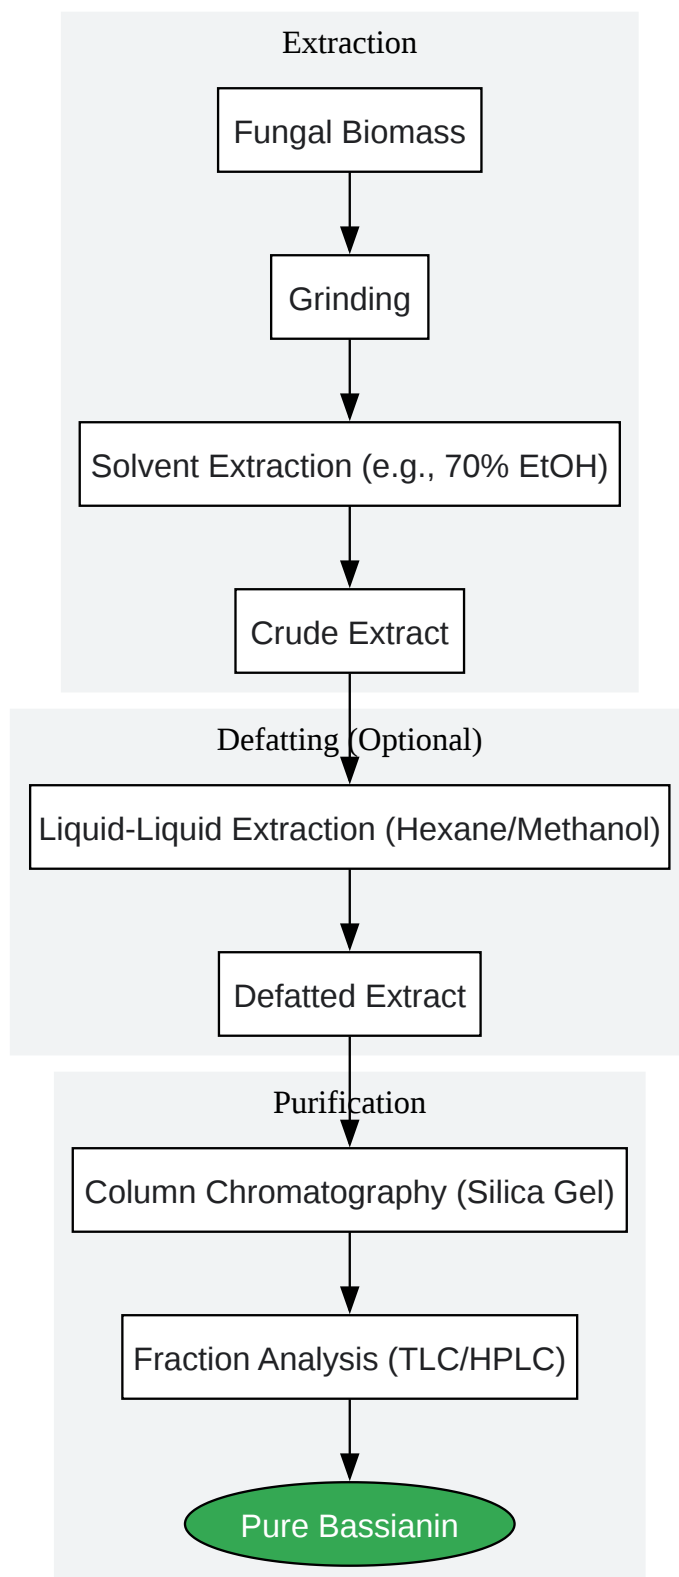 Extraction
Fungal Biomass
Grinding
Solvent Extraction (e.g., 70% EtOH)
Crude Extract
Defatting (Optional)
Liquid-Liquid Extraction (Hexane/Methanol)
Defatted Extract
Purification
Column Chromatography (Silica Gel)
Fraction Analysis (TLC/HPLC)
Pure Bassianin